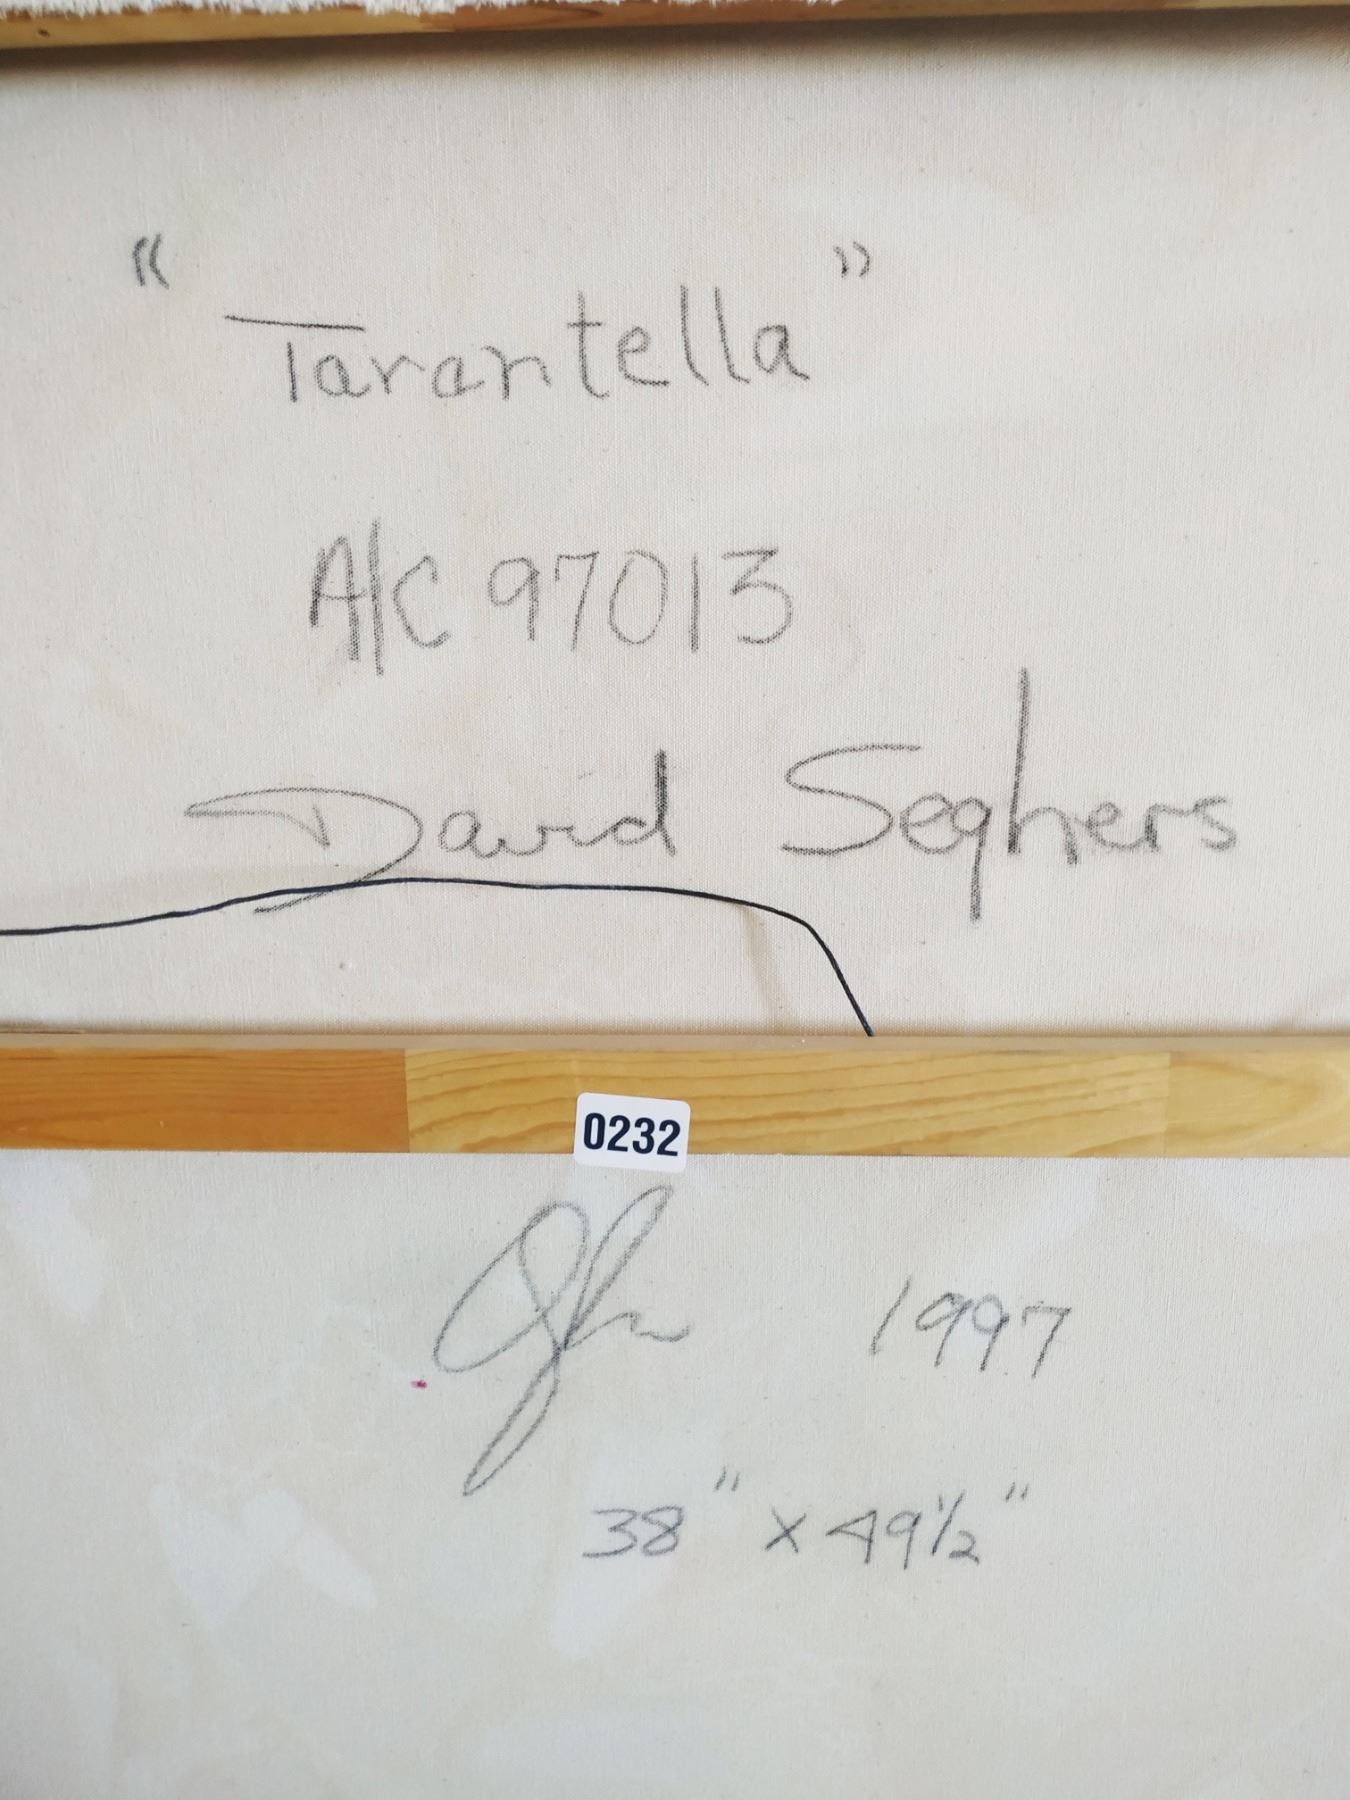 "Tarantella"
A/C 97013
David Seghers
0232
1997
38" x 49½"